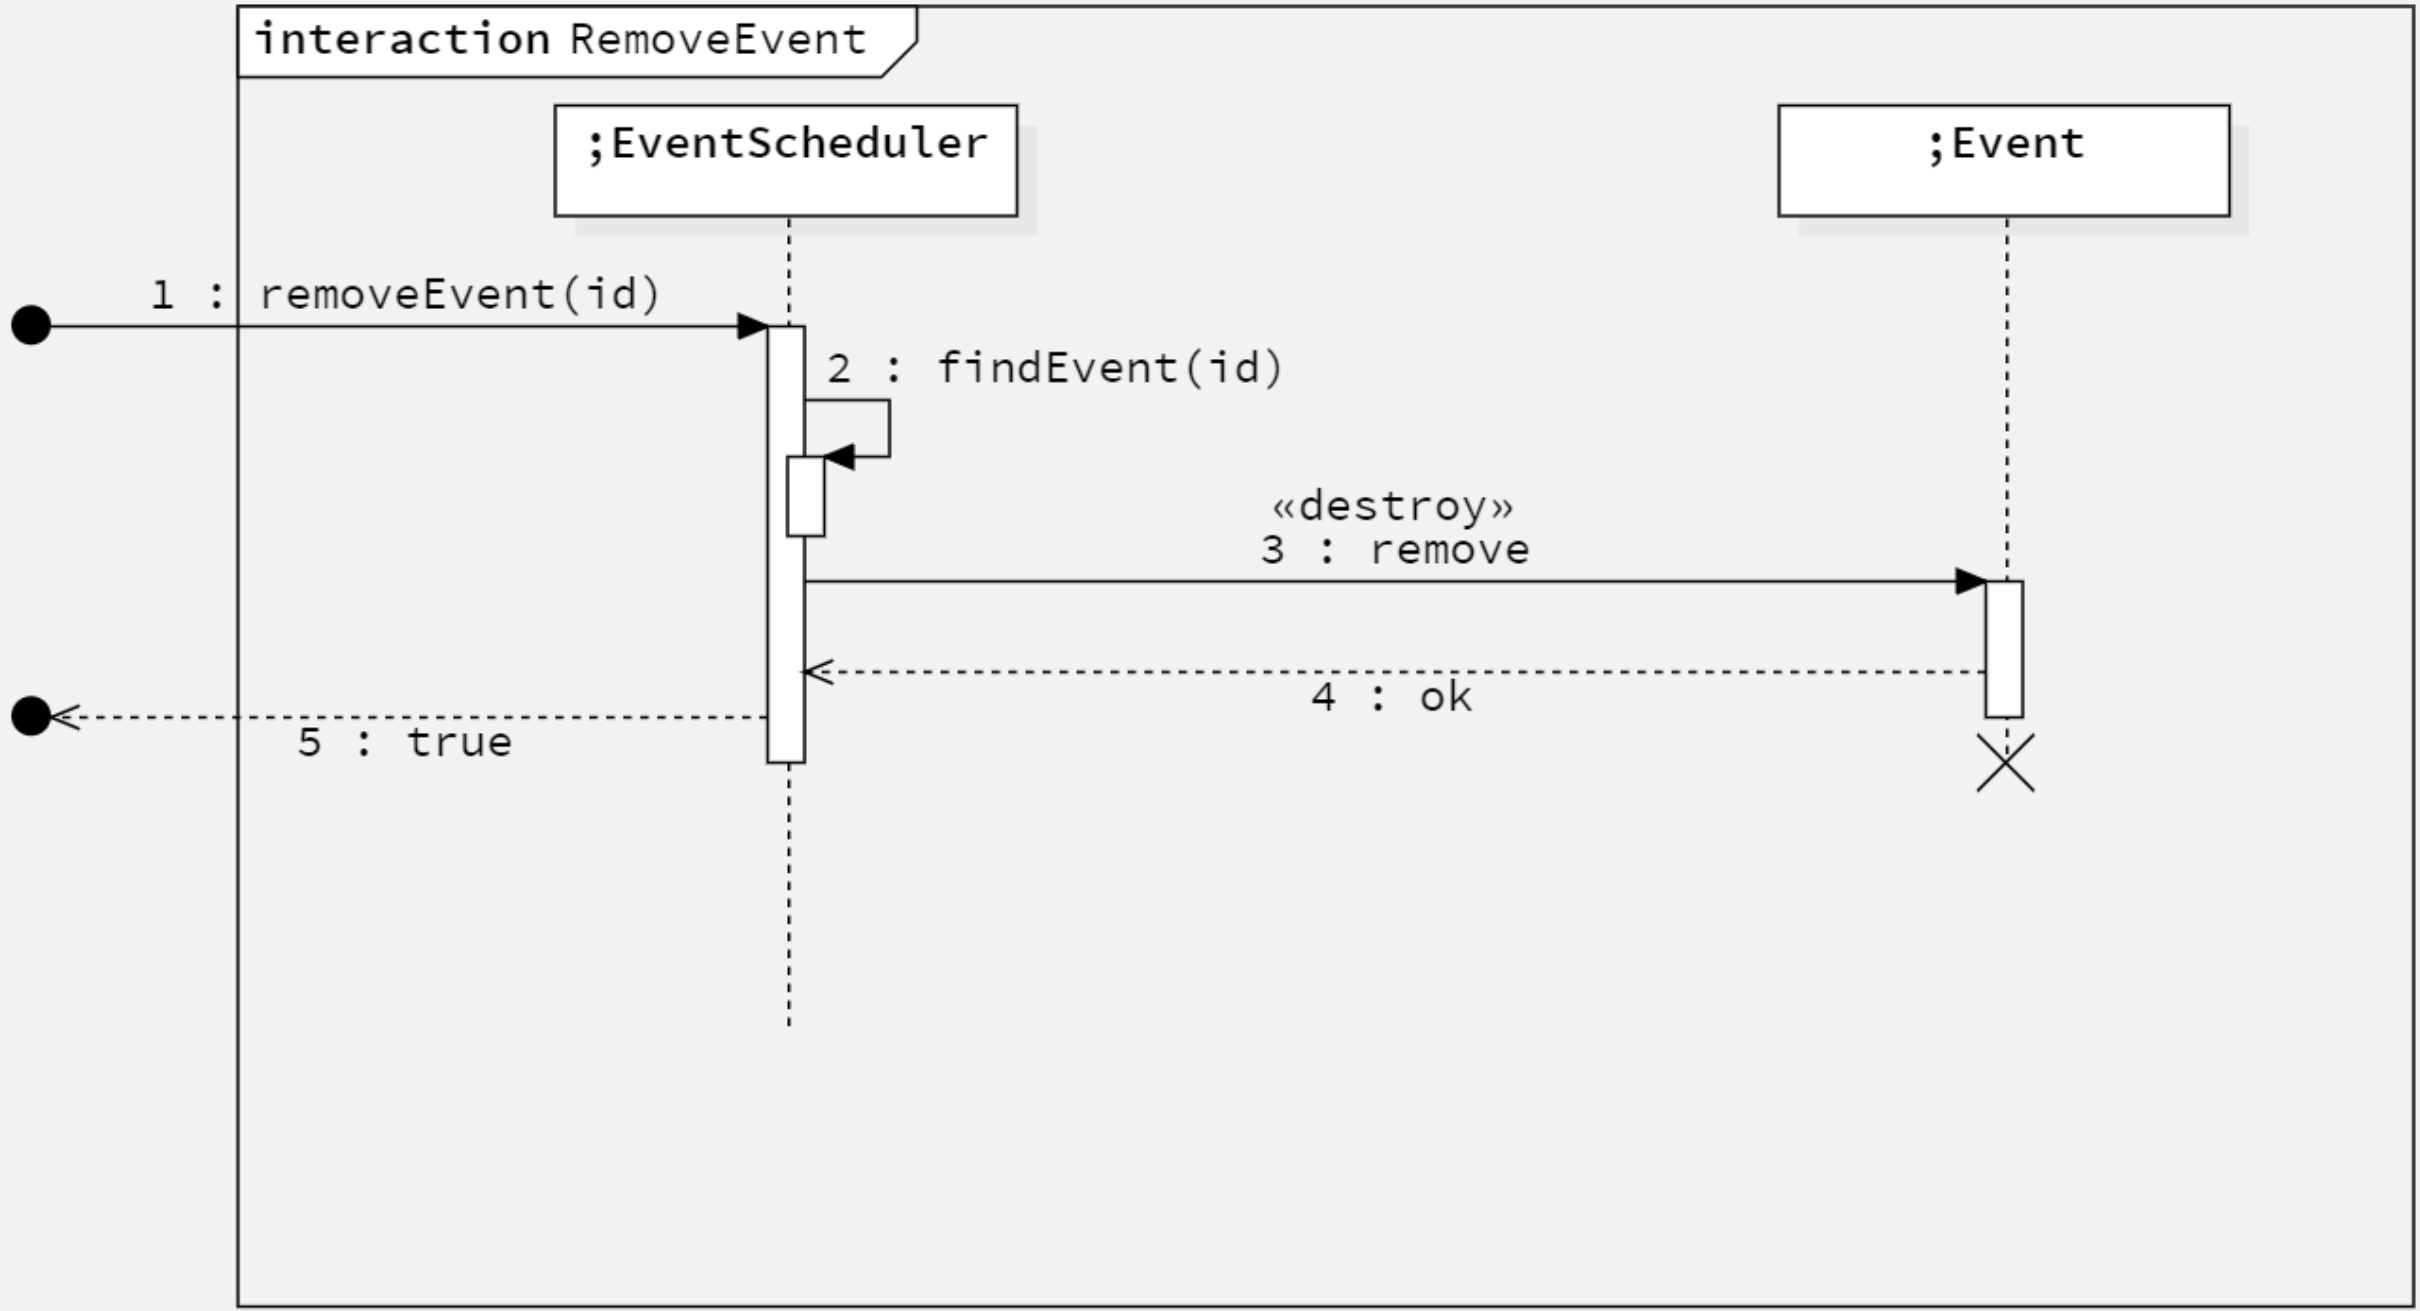 interaction RemoveEvent
;EventScheduler
;Event
1 : removeEvent(id)
2 : findEvent(id)
«destroy»
3 : remove
4 : ok
5 : true